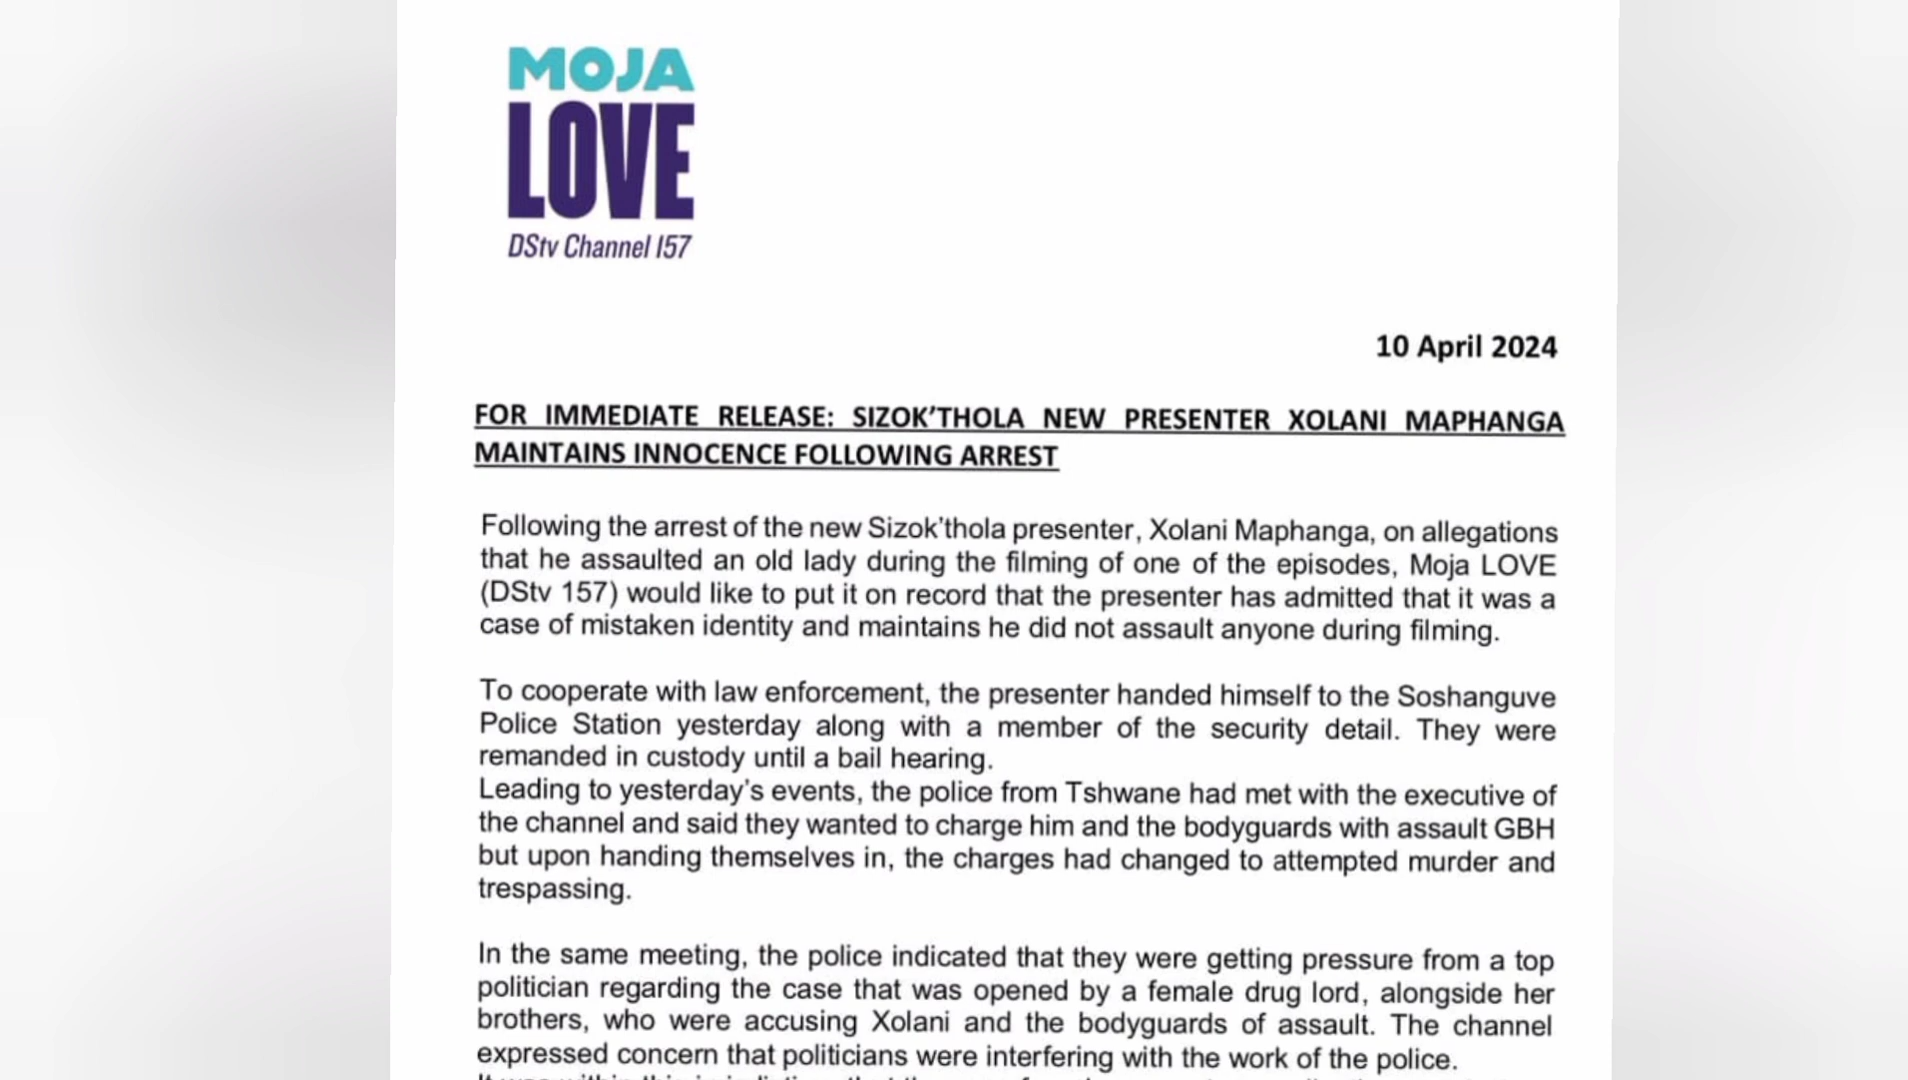 MOJA
LOVE
DStv Channel 157
10 April 2024
FOR IMMEDIATE RELEASE: SIZOK’THOLA NEW PRESENTER XOLANI MAPHANGA
MAINTAINS INNOCENCE FOLLOWING ARREST
Following the arrest of the new Sizok’thola presenter, Xolani Maphanga, on allegations
that he assaulted an old lady during the filming of one of the episodes, Moja LOVE
(DStv 157) would like to put it on record that the presenter has admitted that it was a
case of mistaken identity and maintains he did not assault anyone during filming.
To cooperate with law enforcement, the presenter handed himself to the Soshanguve
Police Station yesterday along with a member of the security detail. They were
remanded in custody until a bail hearing.
Leading to yesterday’s events, the police from Tshwane had met with the executive of
the channel and said they wanted to charge him and the bodyguards with assault GBH
but upon handing themselves in, the charges had changed to attempted murder and
trespassing.
In the same meeting, the police indicated that they were getting pressure from a top
politician regarding the case that was opened by a female drug lord, alongside her
brothers, who were accusing Xolani and the bodyguards of assault. The channel
expressed concern that politicians were interfering with the work of the police.